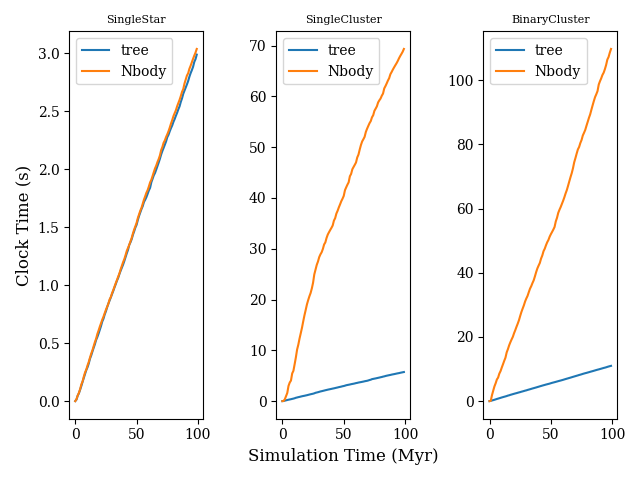 SingleStar
SingleCluster
BinaryCluster
tree
Nbody
tree
Nbody
tree
Nbody
Clock Time (s)
3.0
2.5
2.0
1.5
1.0
0.5
0.0
70
60
50
40
30
20
10
0
100
80
60
40
20
0
0 50 100
0 50 100
0 50 100
Simulation Time (Myr)